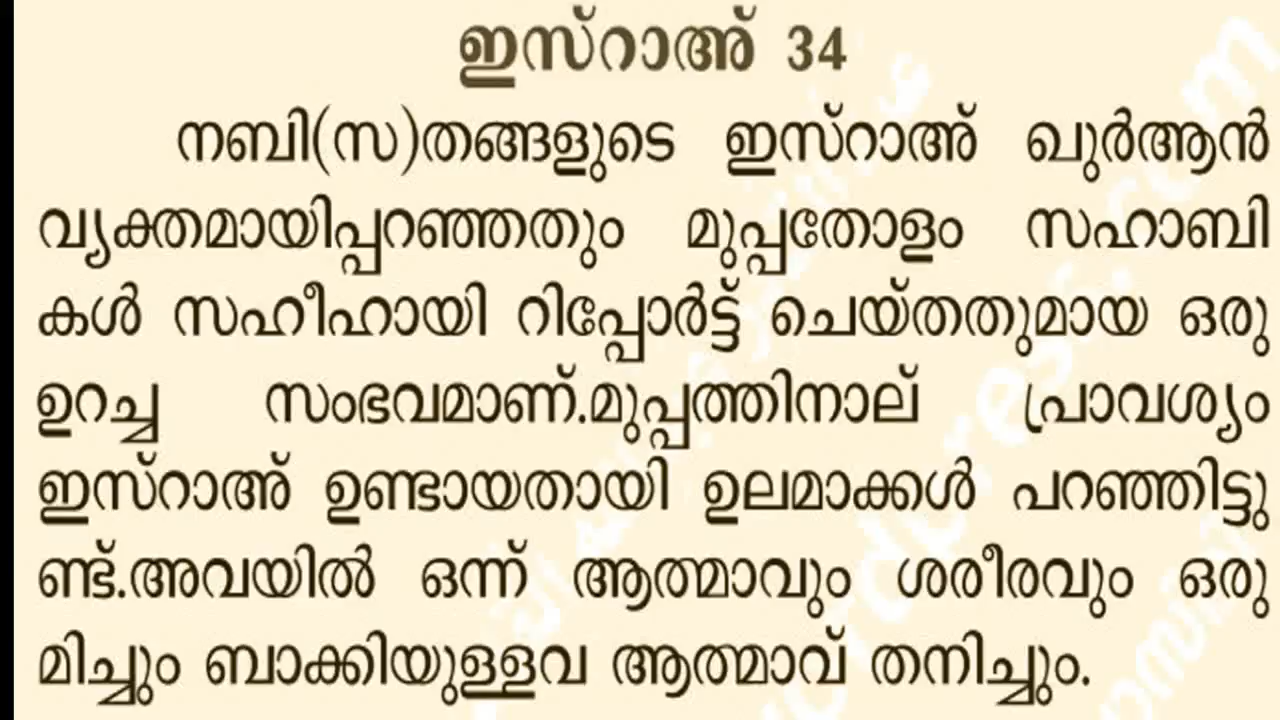 ഇസ്റാഅ് 34
നബി(സ)തങ്ങളുടെ ഇസ്റാഅ് ഖുർആൻ
വ്യക്തമായിപ്പറഞ്ഞതും മുപ്പതോളം സഹാബി
കൾ സഹീഹായി റിപ്പോർട്ട് ചെയ്തതുമായ ഒരു
ഉറച്ച സംഭവമാണ്.മുപ്പത്തിനാല് പ്രാവശ്യം
ഇസ്റാഅ് ഉണ്ടായതായി ഉലമാക്കൾ പറഞ്ഞിട്ടു
ണ്ട്.അവയിൽ ഒന്ന് ആത്മാവും ശരീരവും ഒരു
മിച്ചും ബാക്കിയുള്ളവ ആത്മാവ് തനിച്ചും.